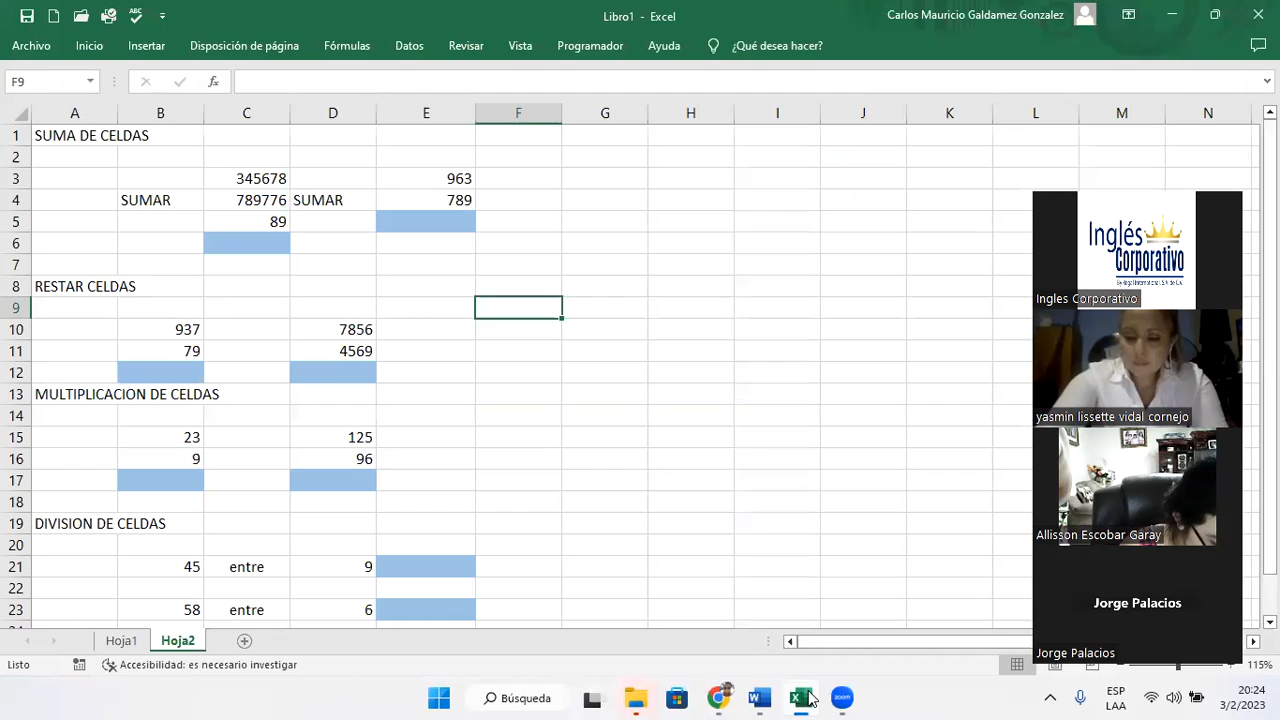 Libro1 - Excel
Carlos Mauricio Galdamez Gonzalez
Archivo Inicio Insertar Disposición de página Fórmulas Datos Revisar Vista Programador Ayuda ¿Qué desea hacer?
F9 fx
A B C D E F G H I J K L M N
1 SUMA DE CELDAS
2
3 345678 963
4 SUMAR 789776 SUMAR 789
5 89
6
7
8 RESTAR CELDAS
9
10 937 7856
11 79 4569
12
13 MULTIPLICACION DE CELDAS
14
15 23 125
16 9 96
17
18
19 DIVISION DE CELDAS
20
21 45 entre 9
22
23 58 entre 6
Inglés
Corporativo
Ingles Corporativo
yasmin lissette vidal cornejo
Allisson Escobar Garay
Jorge Palacios
Jorge Palacios
Hoja1 Hoja2
Listo Accesibilidad: es necesario investigar 115%
Búsqueda
zoom
ESP
LAA
20:24
3/2/2023